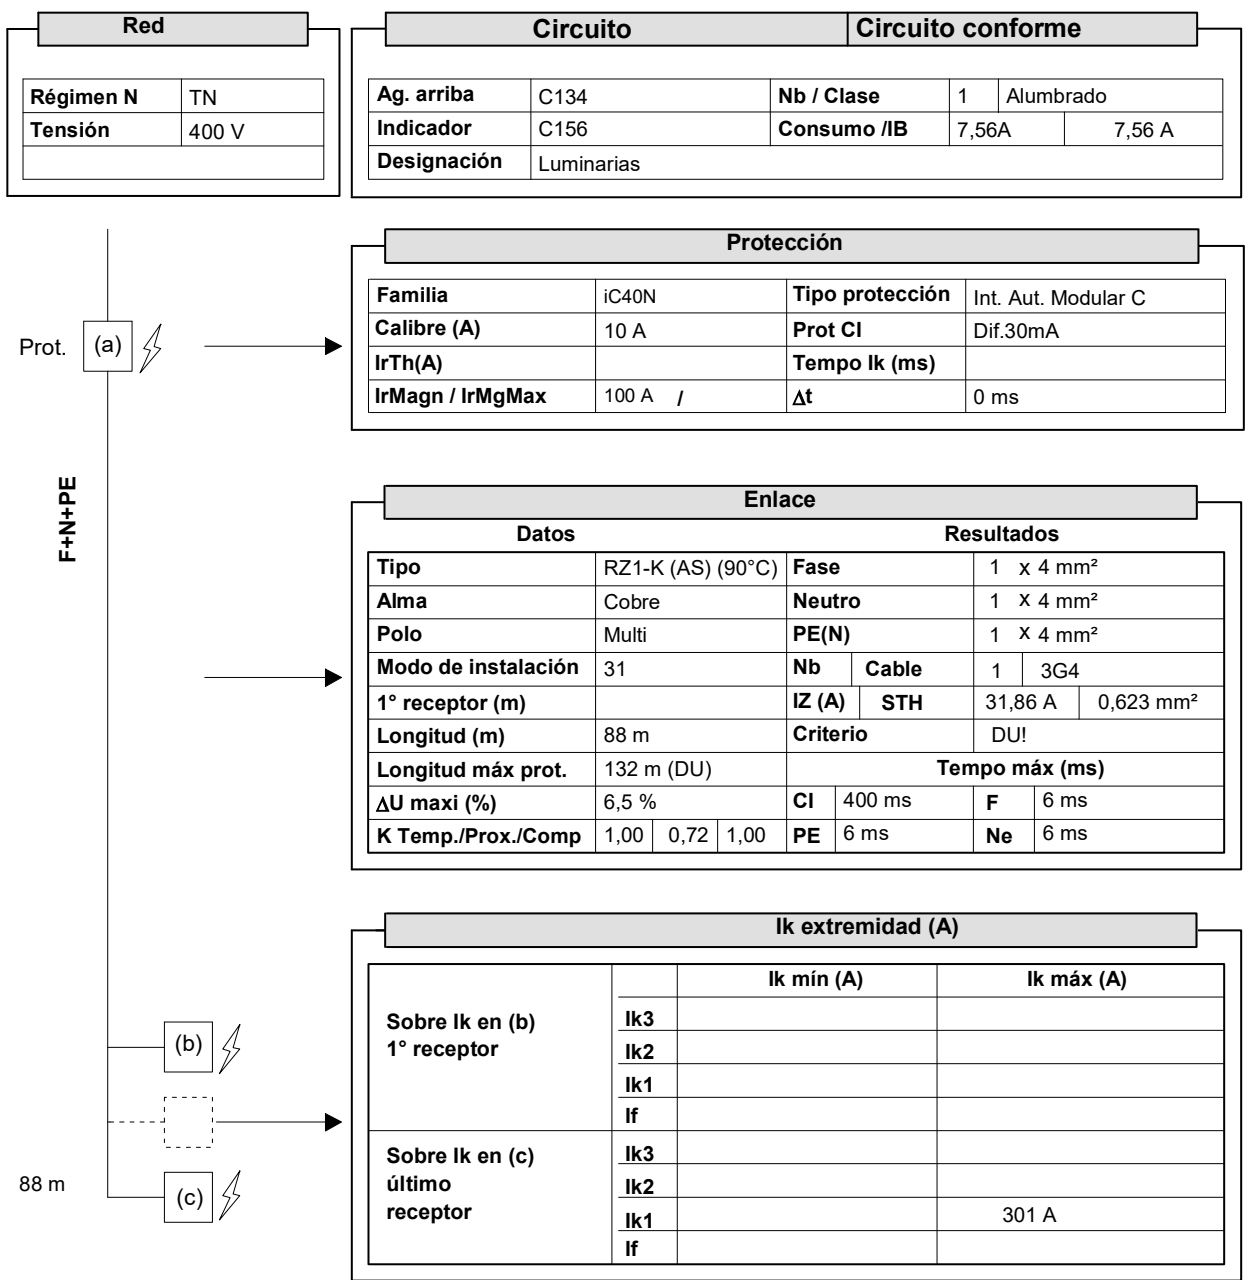 Red
Circuito Circuito conforme
Régimen N TN
Tensión 400 V
Ag. arriba C134 Nb / Clase 1 Alumbrado
Indicador C156 Consumo /IB 7,56A 7,56 A
Designación Luminarias
Protección
Familia iC40N Tipo protección Int. Aut. Modular C
Calibre (A) 10 A Prot CI Dif.30mA
IrTh(A) Tempo Ik (ms)
IrMagn / IrMgMax 100 A / Δt 0 ms
Prot. (a)
F+N+PE
Enlace
Datos Resultados
Tipo RZ1-K (AS) (90°C) Fase 1 x 4 mm²
Alma Cobre Neutro 1 x 4 mm²
Polo Multi PE(N) 1 x 4 mm²
Modo de instalación 31 Nb Cable 1 3G4
1° receptor (m) IZ (A) STH 31,86 A 0,623 mm²
Longitud (m) 88 m Criterio DU!
Longitud máx prot. 132 m (DU) Tempo máx (ms)
ΔU maxi (%) 6,5 % CI 400 ms F 6 ms
K Temp./Prox./Comp 1,00 0,72 1,00 PE 6 ms Ne 6 ms
Ik extremidad (A)
Ik mín (A) Ik máx (A)
Sobre Ik en (b)
1° receptor
Ik3
Ik2
Ik1
If
(b)
Sobre Ik en (c)
último
receptor
Ik3
Ik2
Ik1 301 A
If
88 m (c)